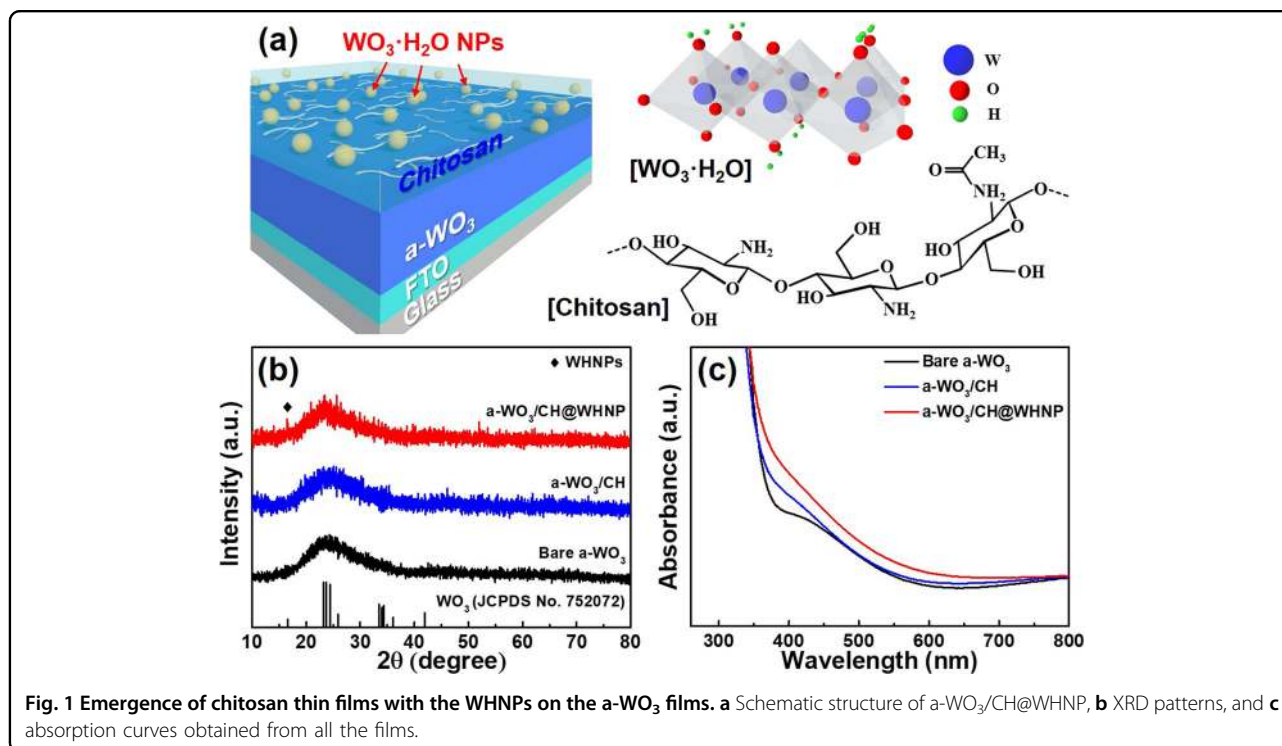 (a)
WO₃·H₂O NPs
Chitosan
a-WO₃
FTO
Glass
[WO₃·H₂O]
W
O
H
[Chitosan]
CH₃
O
NH₂
O
HO
O
HO
OH
O
HO
NH₂
O
OH
O
HO
NH₂
O
OH
(b)
♦ WHNPs
a-WO₃/CH@WHNP
a-WO₃/CH
Bare a-WO₃
WO₃ (JCPDS No. 752072)
Intensity (a.u.)
10 20 30 40 50 60 70 80
2θ (degree)
(c)
Bare a-WO₃
a-WO₃/CH
a-WO₃/CH@WHNP
Absorbance (a.u.)
300 400 500 600 700 800
Wavelength (nm)
Fig. 1 Emergence of chitosan thin films with the WHNPs on the a-WO₃ films. a Schematic structure of a-WO₃/CH@WHNP, b XRD patterns, and c
absorption curves obtained from all the films.